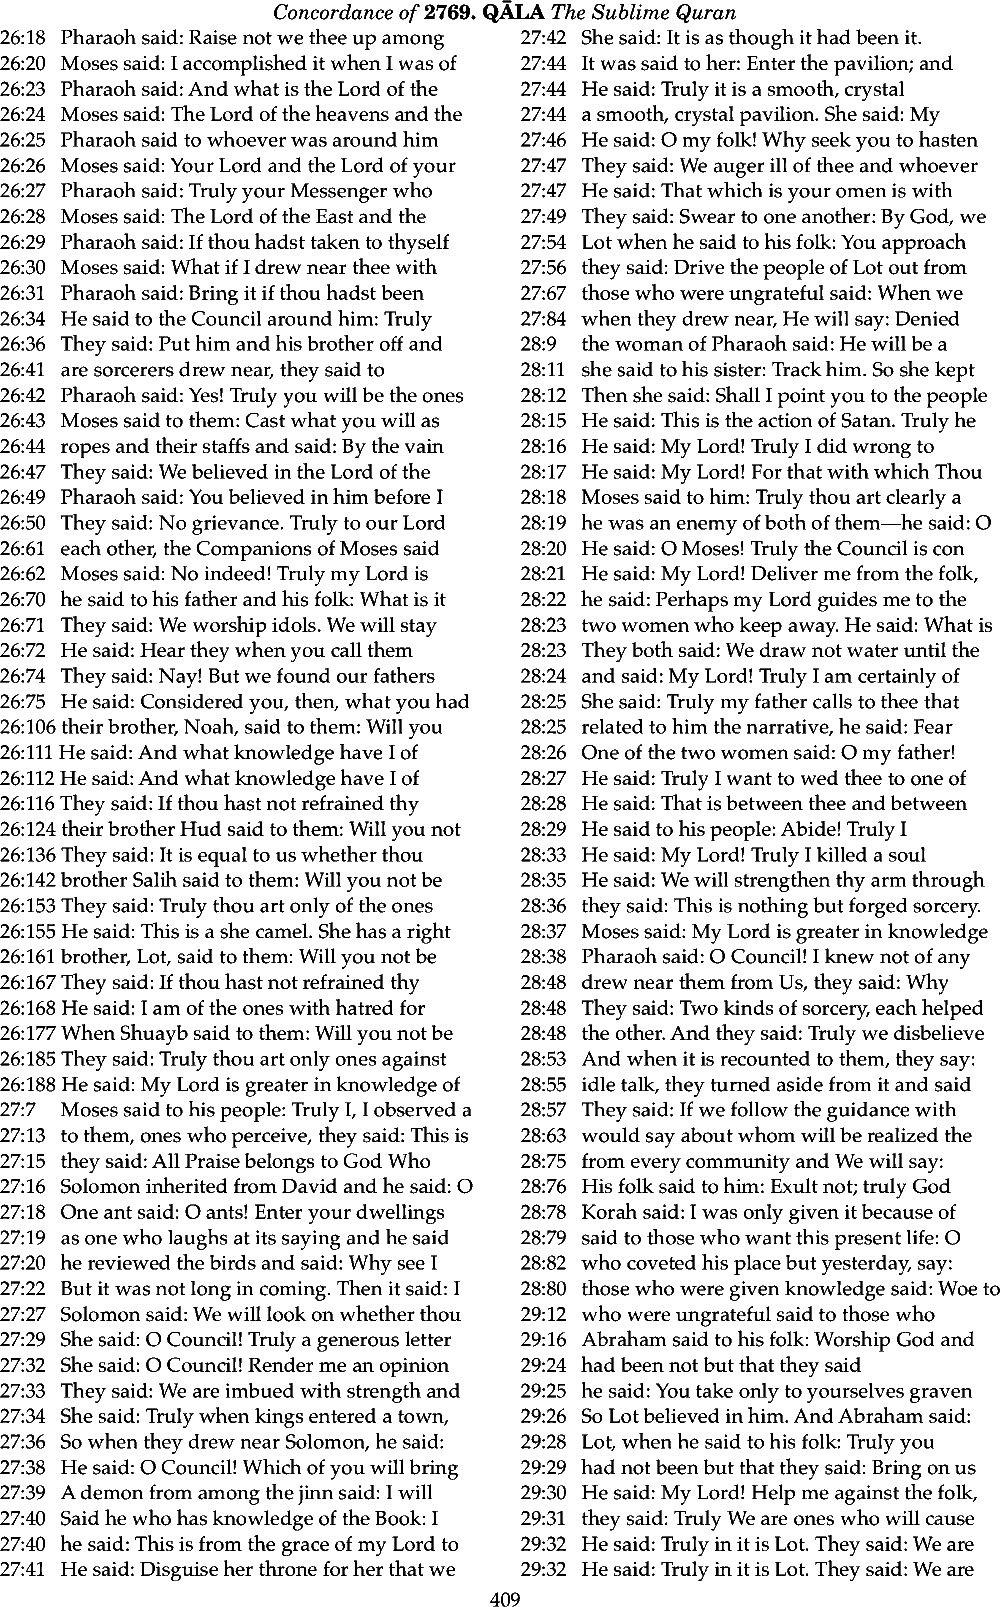 Concordance of 2769. QĀLA The Sublime Quran
26:18 Pharaoh said: Raise not we thee up among
26:20 Moses said: I accomplished it when I was of
26:23 Pharaoh said: And what is the Lord of the
26:24 Moses said: The Lord of the heavens and the
26:25 Pharaoh said to whoever was around him
26:26 Moses said: Your Lord and the Lord of your
26:27 Pharaoh said: Truly your Messenger who
26:28 Moses said: The Lord of the East and the
26:29 Pharaoh said: If thou hadst taken to thyself
26:30 Moses said: What if I drew near thee with
26:31 Pharaoh said: Bring it if thou hadst been
26:34 He said to the Council around him: Truly
26:36 They said: Put him and his brother off and
26:41 are sorcerers drew near, they said to
26:42 Pharaoh said: Yes! Truly you will be the ones
26:43 Moses said to them: Cast what you will as
26:44 ropes and their staffs and said: By the vain
26:47 They said: We believed in the Lord of the
26:49 Pharaoh said: You believed in him before I
26:50 They said: No grievance. Truly to our Lord
26:61 each other, the Companions of Moses said
26:62 Moses said: No indeed! Truly my Lord is
26:70 he said to his father and his folk: What is it
26:71 They said: We worship idols. We will stay
26:72 He said: Hear they when you call them
26:74 They said: Nay! But we found our fathers
26:75 He said: Considered you, then, what you had
26:106 their brother, Noah, said to them: Will you
26:111 He said: And what knowledge have I of
26:112 He said: And what knowledge have I of
26:116 They said: If thou hast not refrained thy
26:124 their brother Hud said to them: Will you not
26:136 They said: It is equal to us whether thou
26:142 brother Salih said to them: Will you not be
26:153 They said: Truly thou art only of the ones
26:155 He said: This is a she camel. She has a right
26:161 brother, Lot, said to them: Will you not be
26:167 They said: If thou hast not refrained thy
26:168 He said: I am of the ones with hatred for
26:177 When Shuayb said to them: Will you not be
26:185 They said: Truly thou art only ones against
26:188 He said: My Lord is greater in knowledge of
27:7 Moses said to his people: Truly I, I observed a
27:13 to them, ones who perceive, they said: This is
27:15 they said: All Praise belongs to God Who
27:16 Solomon inherited from David and he said: O
27:18 One ant said: O ants! Enter your dwellings
27:19 as one who laughs at its saying and he said
27:20 he reviewed the birds and said: Why see I
27:22 But it was not long in coming. Then it said: I
27:27 Solomon said: We will look on whether thou
27:29 She said: O Council! Truly a generous letter
27:32 She said: O Council! Render me an opinion
27:33 They said: We are imbued with strength and
27:34 She said: Truly when kings entered a town,
27:36 So when they drew near Solomon, he said:
27:38 He said: O Council! Which of you will bring
27:39 A demon from among the jinn said: I will
27:40 Said he who has knowledge of the Book: I
27:40 he said: This is from the grace of my Lord to
27:41 He said: Disguise her throne for her that we
27:42 She said: It is as though it had been it.
27:44 It was said to her: Enter the pavilion; and
27:44 He said: Truly it is a smooth, crystal
27:44 a smooth, crystal pavilion. She said: My
27:46 He said: O my folk! Why seek you to hasten
27:47 They said: We auger ill of thee and whoever
27:47 He said: That which is your omen is with
27:49 They said: Swear to one another: By God, we
27:54 Lot when he said to his folk: You approach
27:56 they said: Drive the people of Lot out from
27:67 those who were ungrateful said: When we
27:84 when they drew near, He will say: Denied
28:9 the woman of Pharaoh said: He will be a
28:11 she said to his sister: Track him. So she kept
28:12 Then she said: Shall I point you to the people
28:15 He said: This is the action of Satan. Truly he
28:16 He said: My Lord! Truly I did wrong to
28:17 He said: My Lord! For that with which Thou
28:18 Moses said to him: Truly thou art clearly a
28:19 he was an enemy of both of them—he said: O
28:20 He said: O Moses! Truly the Council is con
28:21 He said: My Lord! Deliver me from the folk,
28:22 he said: Perhaps my Lord guides me to the
28:23 two women who keep away. He said: What is
28:23 They both said: We draw not water until the
28:24 and said: My Lord! Truly I am certainly of
28:25 She said: Truly my father calls to thee that
28:25 related to him the narrative, he said: Fear
28:26 One of the two women said: O my father!
28:27 He said: Truly I want to wed thee to one of
28:28 He said: That is between thee and between
28:29 He said to his people: Abide! Truly I
28:33 He said: My Lord! Truly I killed a soul
28:35 He said: We will strengthen thy arm through
28:36 they said: This is nothing but forged sorcery.
28:37 Moses said: My Lord is greater in knowledge
28:38 Pharaoh said: O Council! I knew not of any
28:48 drew near them from Us, they said: Why
28:48 They said: Two kinds of sorcery, each helped
28:48 the other. And they said: Truly we disbelieve
28:53 And when it is recounted to them, they say:
28:55 idle talk, they turned aside from it and said
28:57 They said: If we follow the guidance with
28:63 would say about whom will be realized the
28:75 from every community and We will say:
28:76 His folk said to him: Exult not; truly God
28:78 Korah said: I was only given it because of
28:79 said to those who want this present life: O
28:82 who coveted his place but yesterday, say:
28:80 those who were given knowledge said: Woe to
29:12 who were ungrateful said to those who
29:16 Abraham said to his folk: Worship God and
29:24 had been not but that they said
29:25 he said: You take only to yourselves graven
29:26 So Lot believed in him. And Abraham said:
29:28 Lot, when he said to his folk: Truly you
29:29 had not been but that they said: Bring on us
29:30 He said: My Lord! Help me against the folk,
29:31 they said: Truly We are ones who will cause
29:32 He said: Truly in it is Lot. They said: We are
29:32 He said: Truly in it is Lot. They said: We are
409